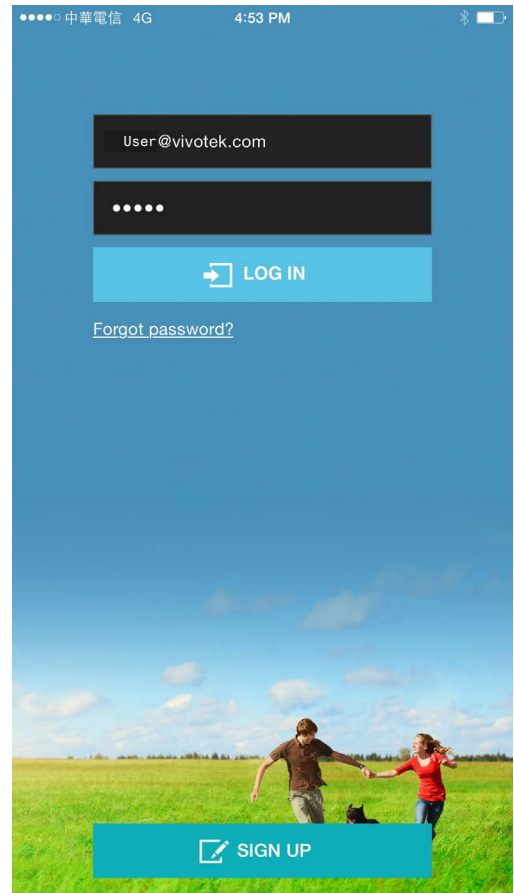 中華電信 4G 4:53 PM
User@vivotek.com
LOG IN
Forgot password?
SIGN UP